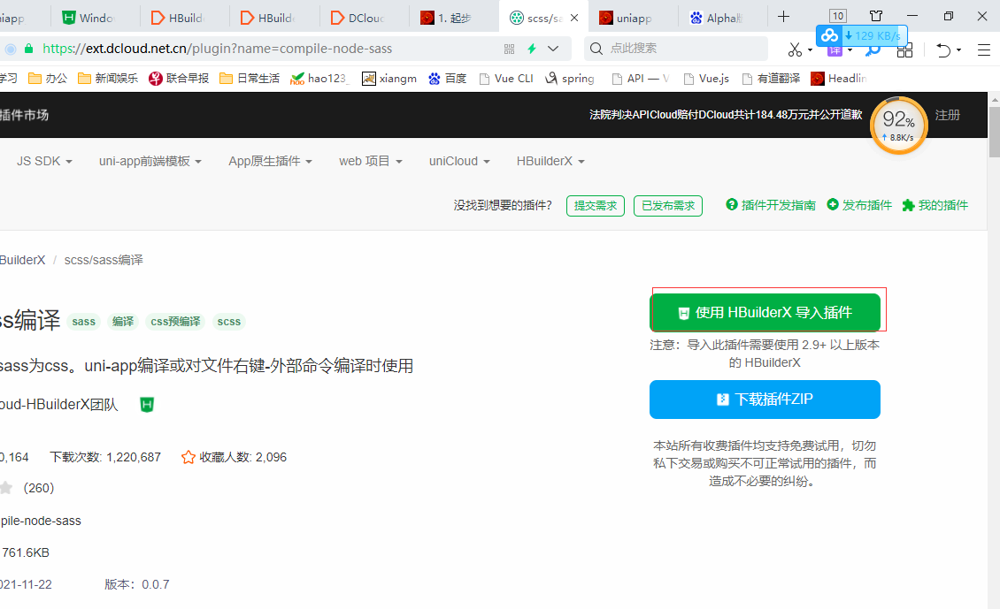 iapp Windo HBuild HBuild DClou 1. 起步 scss/sa uniapp Alpha 10
https://ext.dcloud.net.cn/plugin?name=compile-node-sass 点此搜索 129 KB/s
学习 办公 新闻娱乐 联合早报 日常生活 hao123_ xiangm 百度 Vue CLI spring API — V Vue.js 有道翻译 Headlin
插件市场 法院判决APICloud赔付DCloud共计184.48万元并公开道歉 92% 8.8K/s 注册
JS SDK uni-app前端模板 App原生插件 web 项目 uniCloud HBuilderX
没找到想要的插件? 提交需求 已发布需求 插件开发指南 发布插件 我的插件
BuilderX / scss/sass编译
ss编译 sass 编译 css预编译 scss
使用 HBuilderX 导入插件
注意：导入此插件需要使用 2.9+ 以上版本
的 HBuilderX
sass为css。uni-app编译或对文件右键-外部命令编译时使用
下载插件ZIP
oud-HBuilderX团队
本站所有收费插件均支持免费试用，切勿
私下交易或购买不可正常试用的插件，而
造成不必要的纠纷。
0,164 下载次数: 1,220,687 收藏人数: 2,096
(260)
pile-node-sass
761.6KB
021-11-22 版本：0.0.7